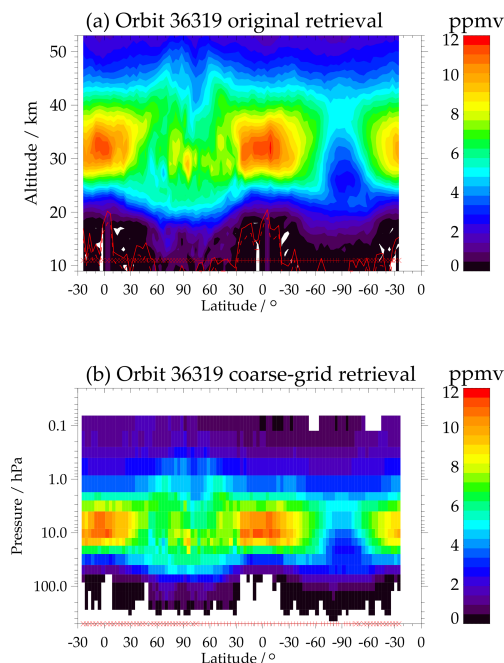 (a) Orbit 36319 original retrieval
ppmv
Altitude / km
50
40
30
20
10
12
10
8
6
4
2
0
-30 0 30 60 90 60 30 0 -30 -60 -90 -60 -30 0
Latitude / °
(b) Orbit 36319 coarse-grid retrieval
ppmv
Pressure / hPa
0.1
1.0
10.0
100.0
12
10
8
6
4
2
0
-30 0 30 60 90 60 30 0 -30 -60 -90 -60 -30 0
Latitude / °